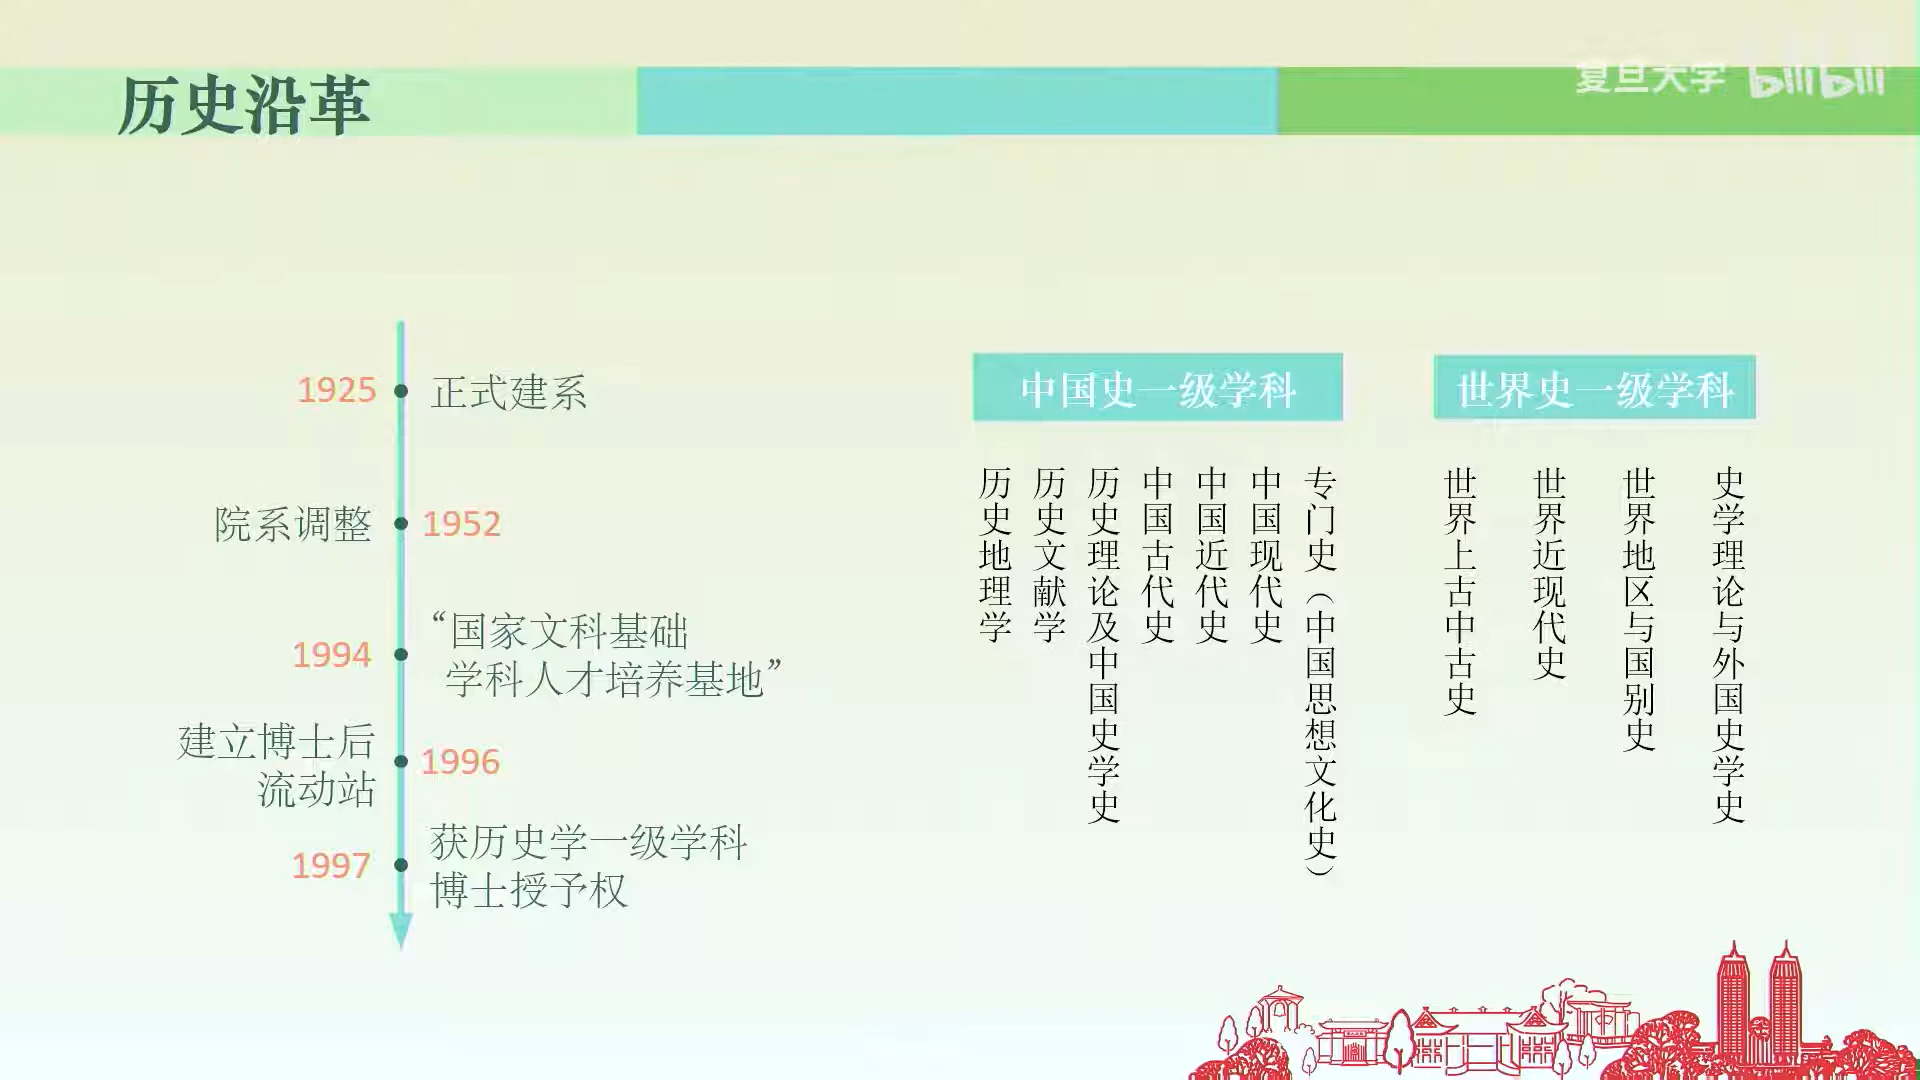 历史沿革
复旦大学 bilibili
1925 正式建系
院系调整 1952
1994 “国家文科基础
学科人才培养基地”
建立博士后
流动站
1996
1997 获历史学一级学科
博士授予权
中国史一级学科
历史地理学
历史文献学
历史理论及中国史学史
中国古代史
中国近代史
中国现代史
专门史（中国思想文化史）
世界史一级学科
世界上古中古史
世界近现代史
世界地区与国别史
史学理论与外国史学史